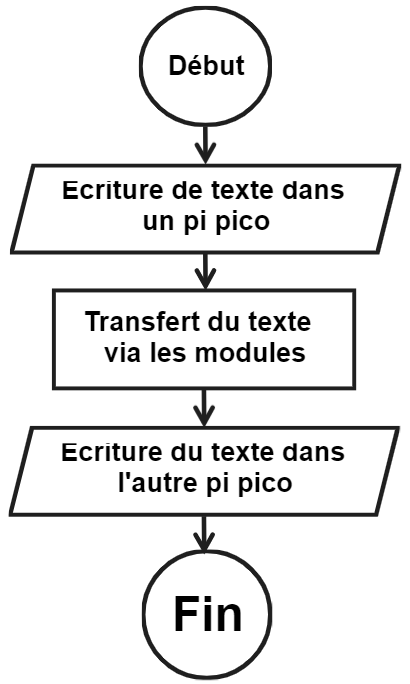 Début
Ecriture de texte dans
un pi pico
Transfert du texte
via les modules
Ecriture du texte dans
l'autre pi pico
Fin